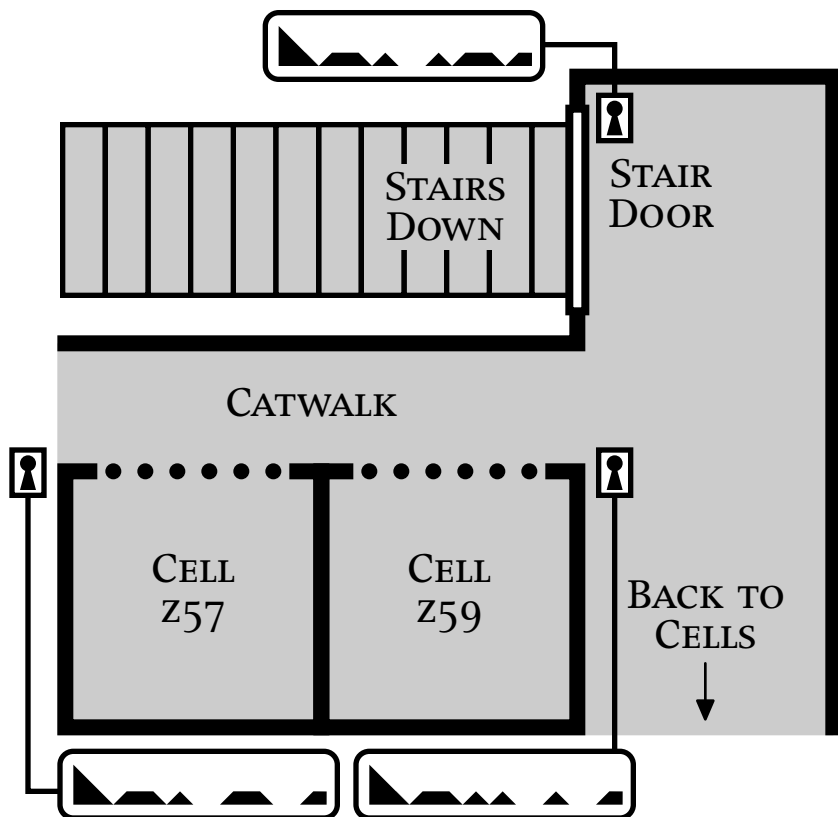 Stairs
Down
Stair
Door
Catwalk
Cell
z57
Cell
z59
Back to
Cells